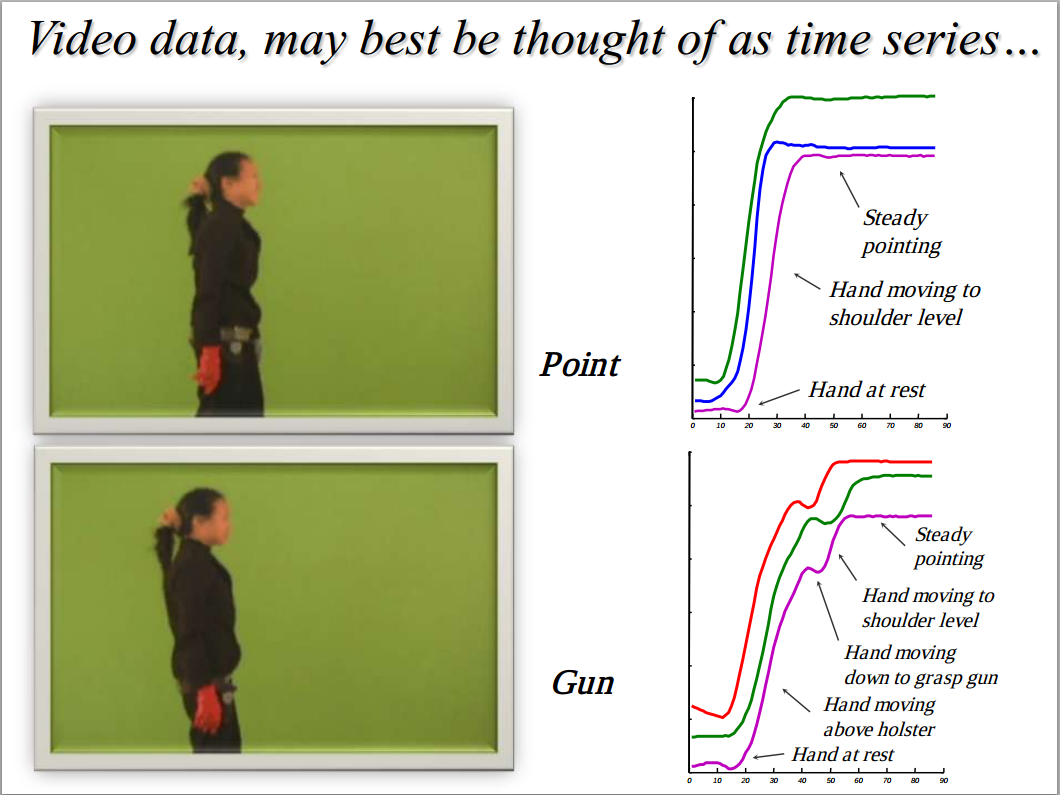 Video data, may best be thought of as time series…
Steady
pointing
Hand moving to
shoulder level
Point
Hand at rest
0 10 20 30 40 50 60 70 80 90
Steady
pointing
Hand moving to
shoulder level
Hand moving
down to grasp gun
Gun
Hand moving
above holster
Hand at rest
0 10 20 30 40 50 60 70 80 90